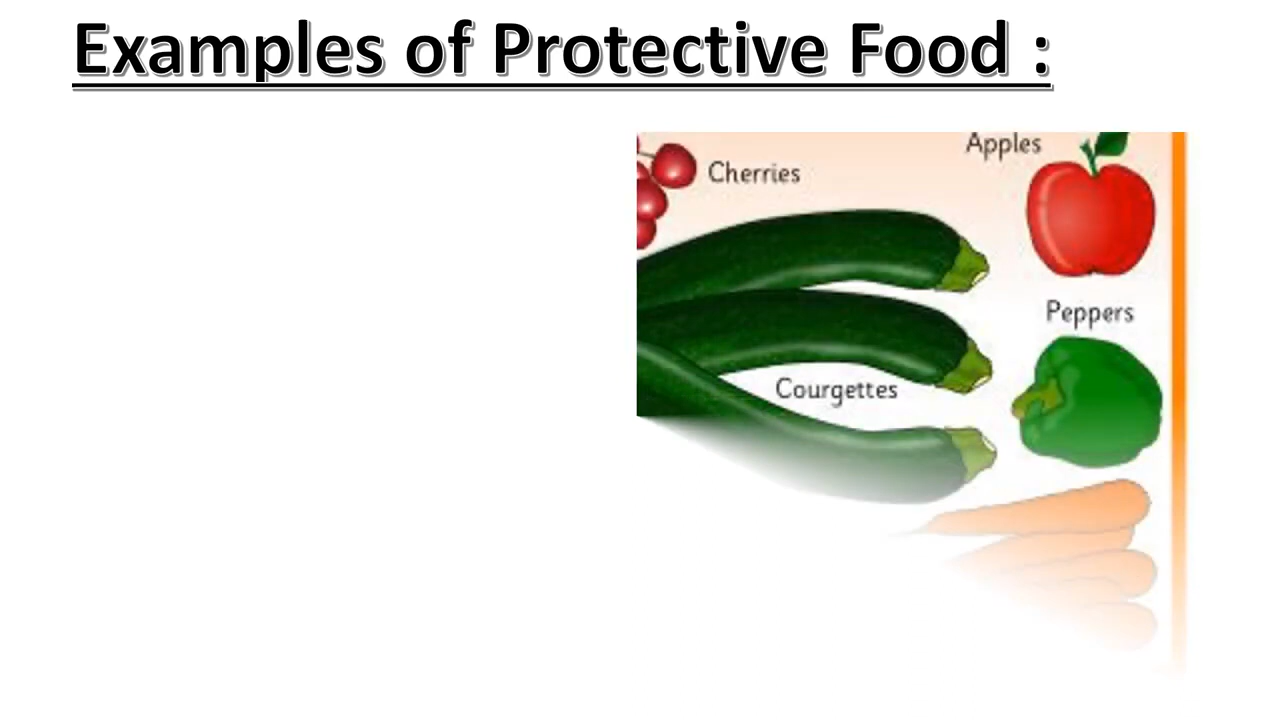 Examples of Protective Food :
Apples
Cherries
Peppers
Courgettes